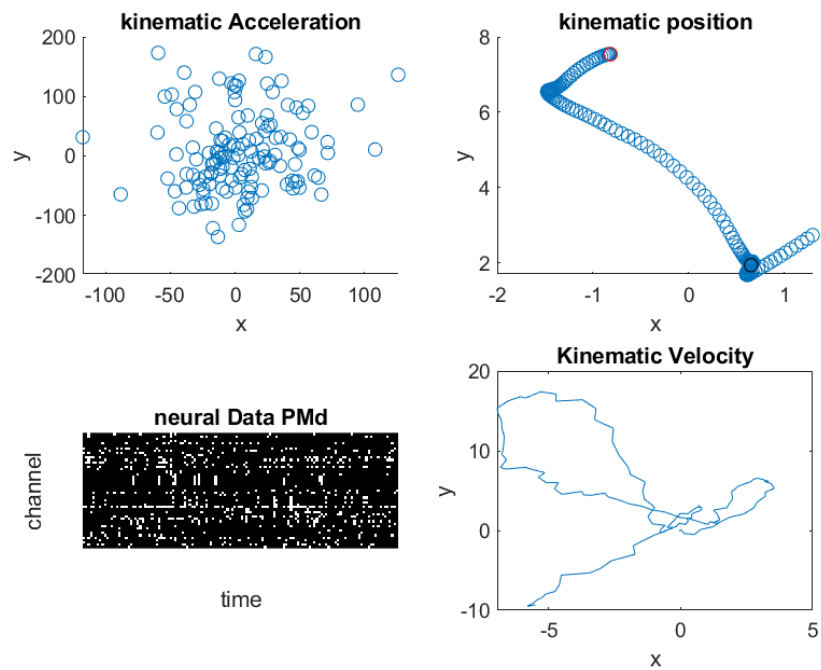 kinematic Acceleration
200
100
0
-100
-200
y
-100
-50
0
50
100
x
kinematic position
8
6
4
2
y
-2
-1
0
1
x
neural Data PMd
channel
time
Kinematic Velocity
20
10
0
-10
y
-5
0
5
x